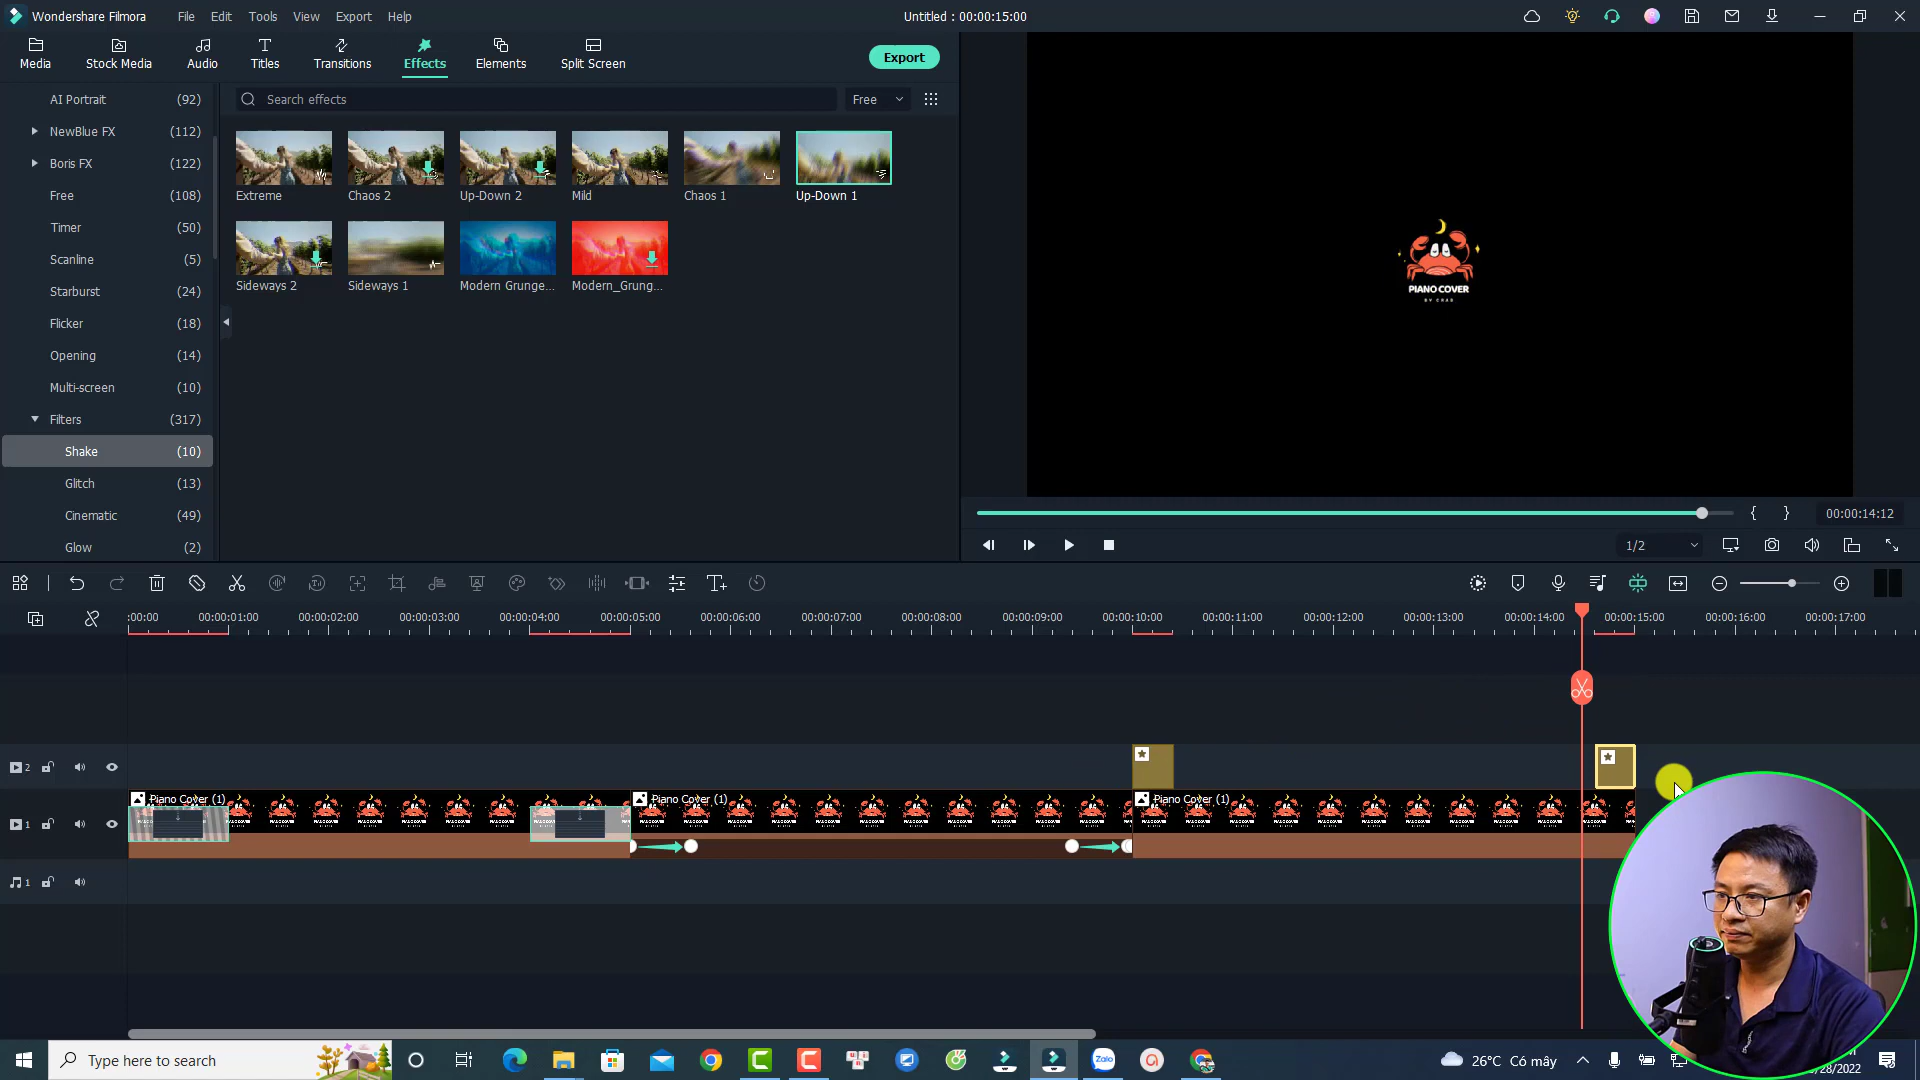 Wondershare Filmora
File
Edit
Tools
View
Export
Help
Untitled : 00:00:15:00
Media
Stock Media
Audio
Titles
Transitions
Effects
Elements
Split Screen
Export
AI Portrait (92)
NewBlue FX (112)
Boris FX (122)
Free (108)
Timer (50)
Scanline (5)
Starburst (24)
Flicker (18)
Opening (14)
Multi-screen (10)
Filters (317)
Shake (10)
Glitch (13)
Cinematic (49)
Glow (2)
Search effects
Free
Extreme
Chaos 2
Up-Down 2
Mild
Chaos 1
Up-Down 1
Sideways 2
Sideways 1
Modern Grunge...
Modern_Grung...
PIANO COVER
BY CRAB
{ }
00:00:14:12
1/2
:00:00
00:00:01:00
00:00:02:00
00:00:03:00
00:00:04:00
00:00:05:00
00:00:06:00
00:00:07:00
00:00:08:00
00:00:09:00
00:00:10:00
00:00:11:00
00:00:12:00
00:00:13:00
00:00:14:00
00:00:15:00
00:00:16:00
00:00:17:00
2
1
Piano Cover (1)
Piano Cover (1)
Piano Cover (1)
1
Type here to search
Zalo
26°C Có mây
/28/2022